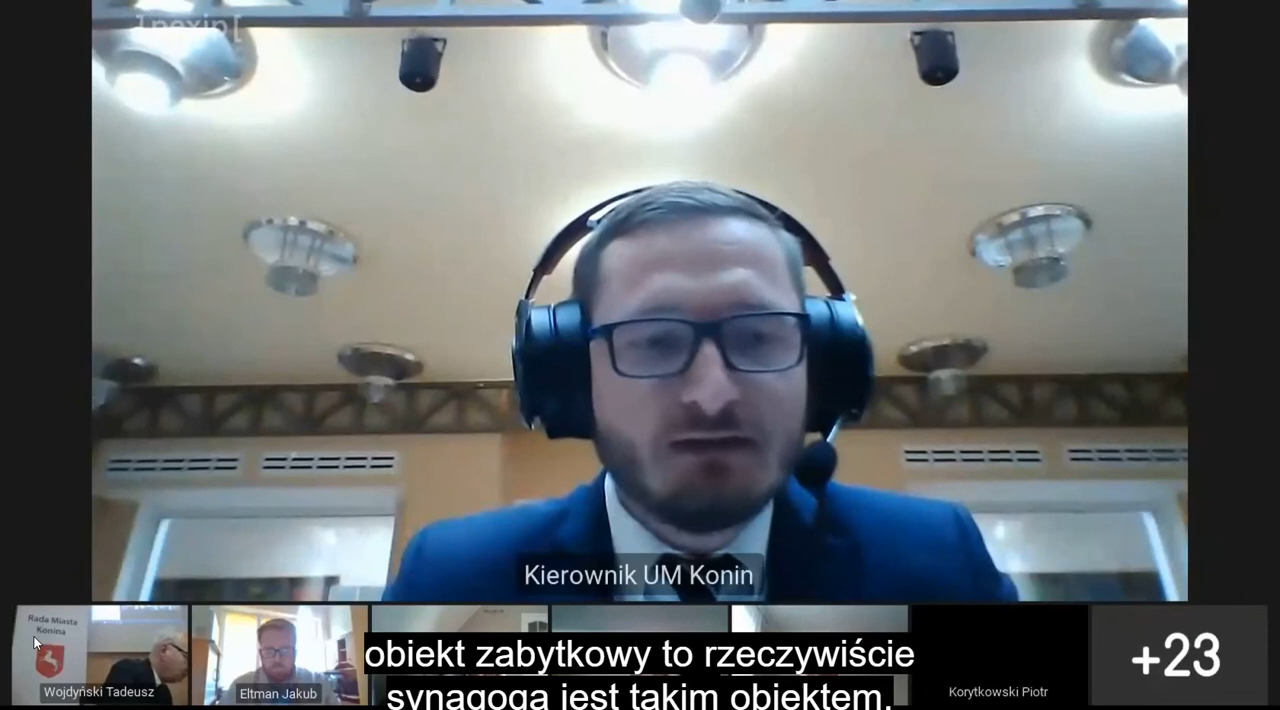 ]pexip[
Kierownik UM Konin
Rada Miasta
Konina
Wojdyński Tadeusz
Eltman Jakub
obiekt zabytkowy to rzeczywiście
synagoga jest takim obiektem,
Korytkowski Piotr
+23